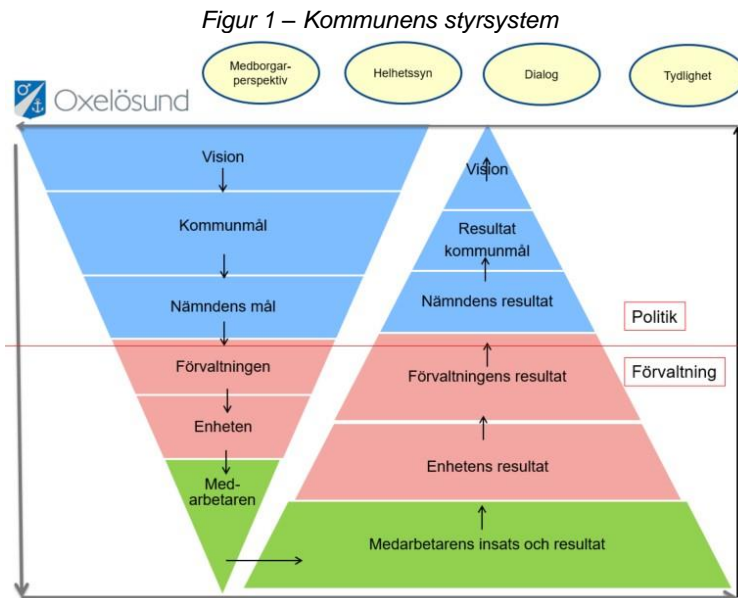 Figur 1 – Kommunens styrsystem
Medborgar-
perspektiv
Helhetssyn
Dialog
Tydlighet
Oxelösund
Vision
Kommunmål
Nämndens mål
Förvaltningen
Enheten
Med-
arbetaren
Vision
Resultat
kommunmål
Nämndens resultat
Förvaltningens resultat
Enhetens resultat
Medarbetarens insats och resultat
Politik
Förvaltning